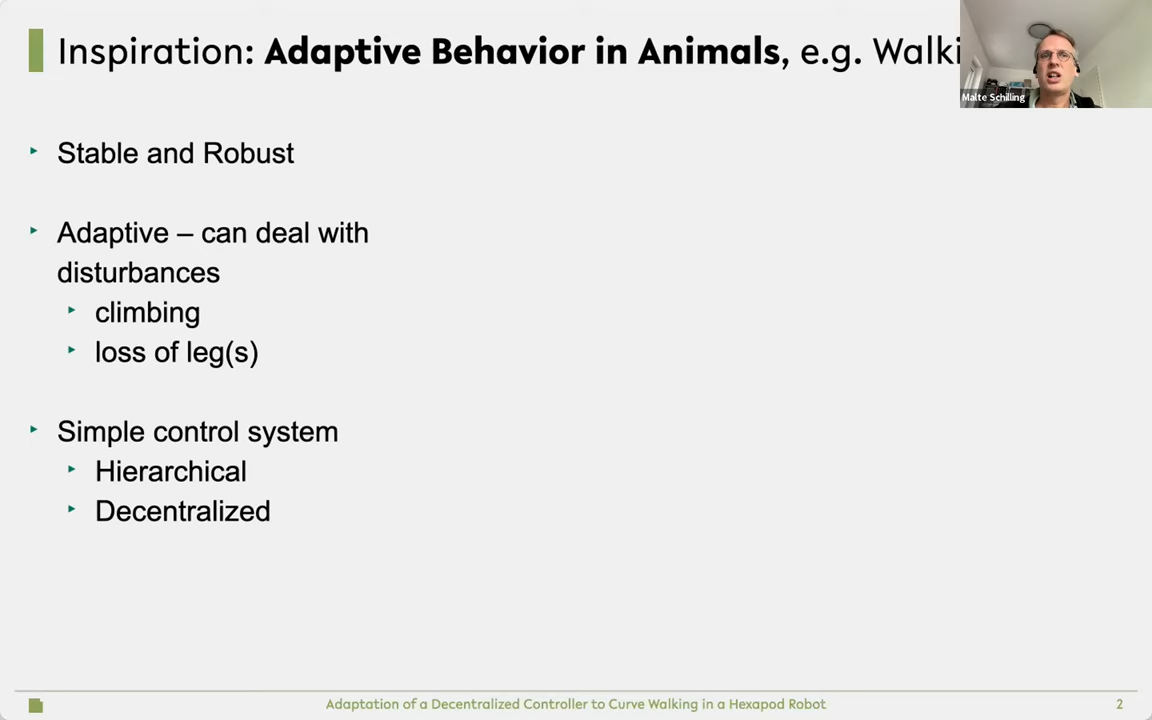 Inspiration: Adaptive Behavior in Animals, e.g. Walki
Malte Schilling
Stable and Robust
Adaptive – can deal with
disturbances
climbing
loss of leg(s)
Simple control system
Hierarchical
Decentralized
Adaptation of a Decentralized Controller to Curve Walking in a Hexapod Robot
2